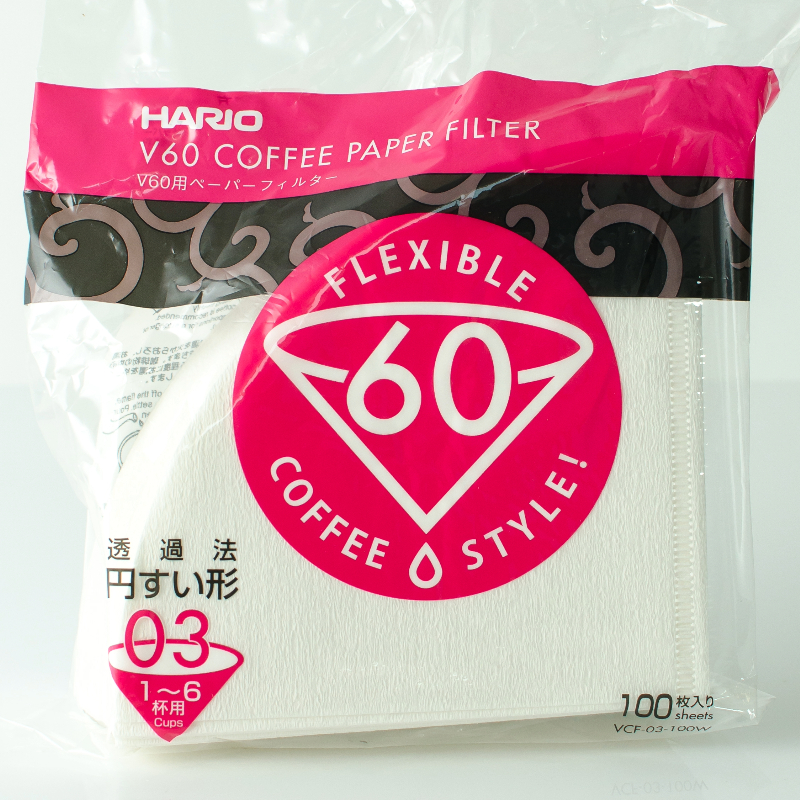 HARIO
V60 COFFEE PAPER FILTER
V60用ペーパーフィルター
FLEXIBLE
60
COFFEE STYLE!
透過法
円すい形
03
1～6
杯用
Cups
100枚入り
sheets
VCF-03-100W